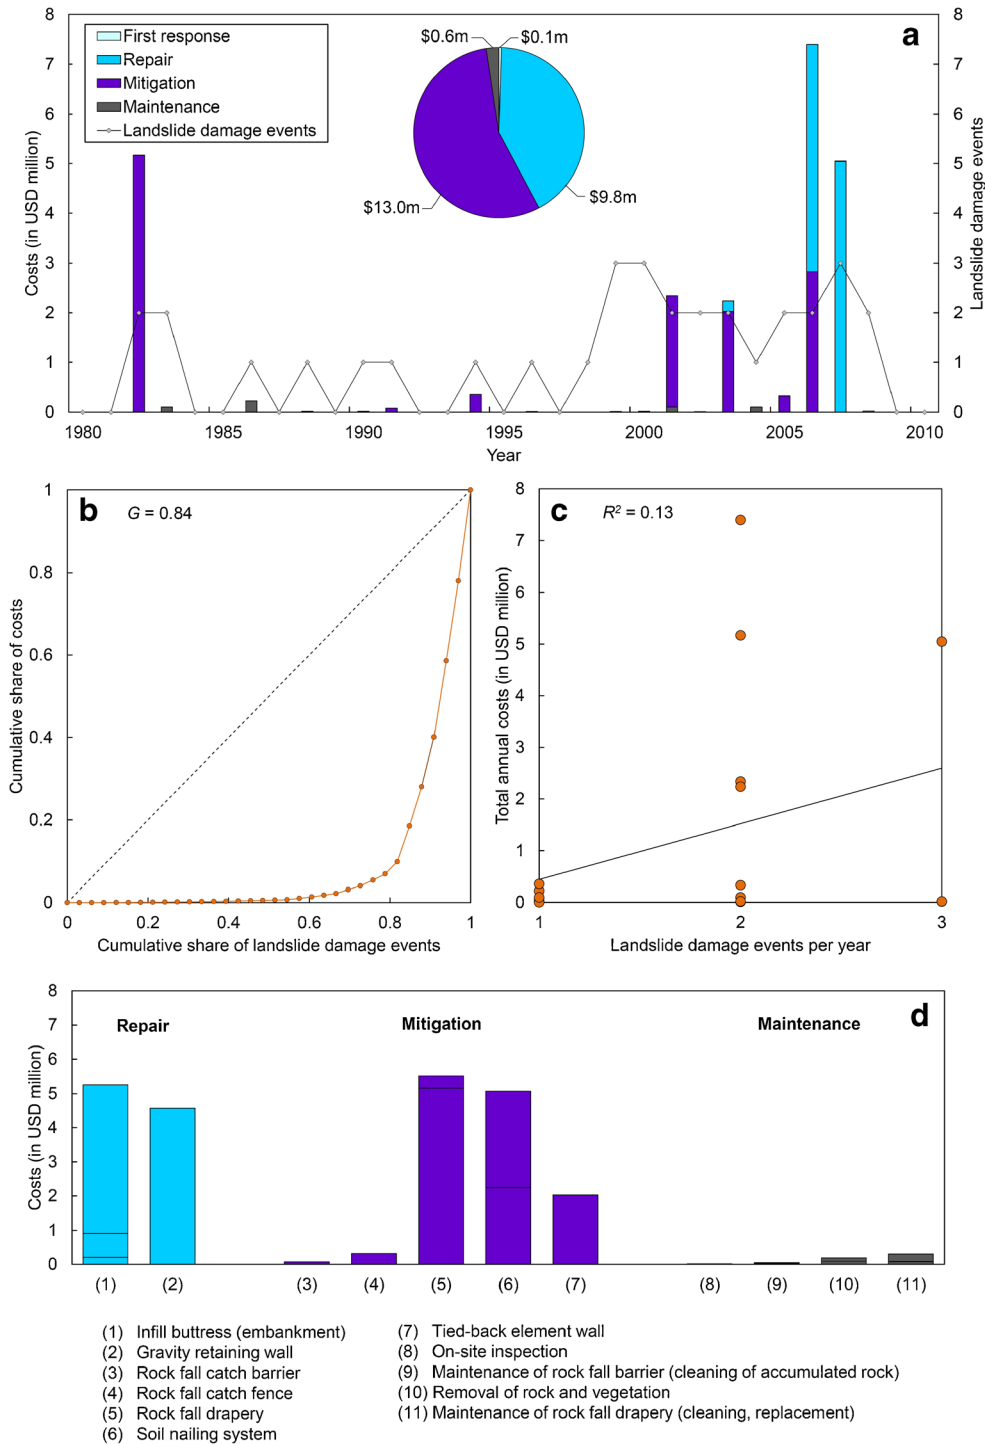 a
First response
Repair
Mitigation
Maintenance
Landslide damage events
$0.6m
$0.1m
$9.8m
$13.0m
8
7
6
5
4
3
2
1
0
Costs (in USD million)
8
7
6
5
4
3
2
1
0
Landslide damage events
1980 1985 1990 1995 2000 2005 2010
Year
b
G = 0.84
1
0.8
0.6
0.4
0.2
0
Cumulative share of costs
0 0.2 0.4 0.6 0.8 1
Cumulative share of landslide damage events
c
R² = 0.13
8
7
6
5
4
3
2
1
0
Total annual costs (in USD million)
1 2 3
Landslide damage events per year
d
Repair Mitigation Maintenance
8
7
6
5
4
3
2
1
0
Costs (in USD million)
(1) (2) (3) (4) (5) (6) (7) (8) (9) (10) (11)
(1) Infill buttress (embankment)
(2) Gravity retaining wall
(3) Rock fall catch barrier
(4) Rock fall catch fence
(5) Rock fall drapery
(6) Soil nailing system
(7) Tied-back element wall
(8) On-site inspection
(9) Maintenance of rock fall barrier (cleaning of accumulated rock)
(10) Removal of rock and vegetation
(11) Maintenance of rock fall drapery (cleaning, replacement)